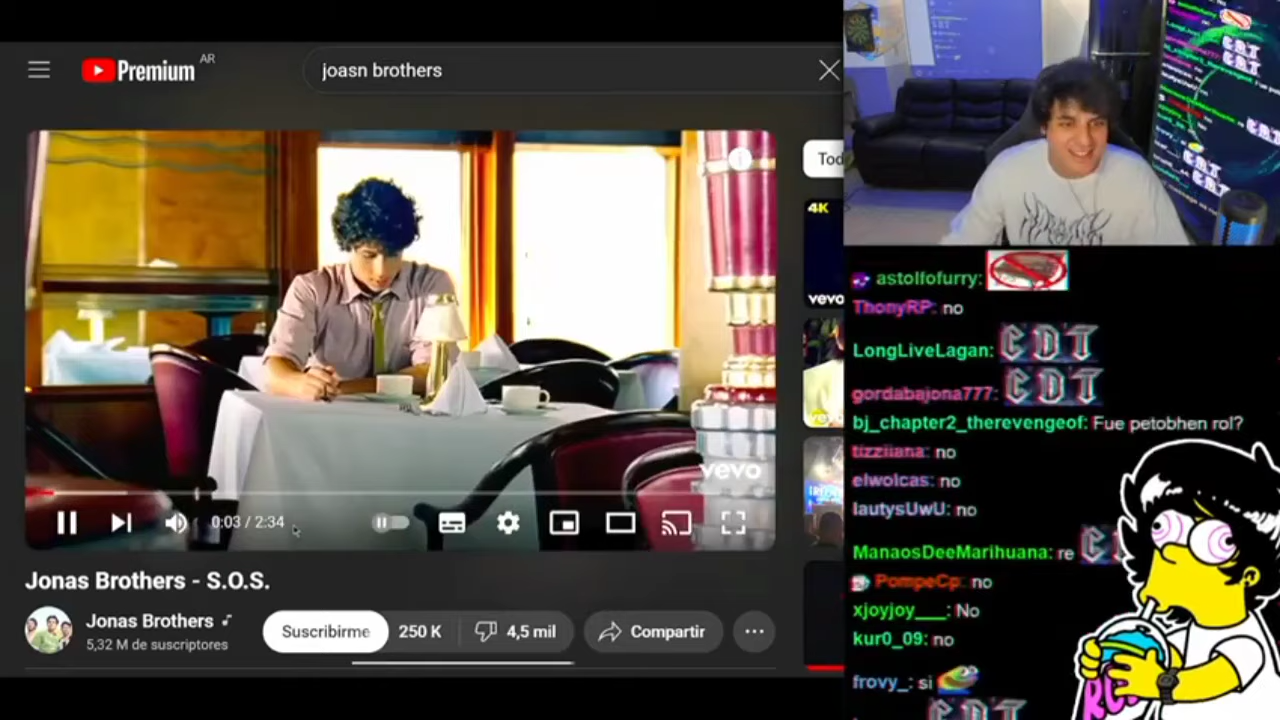 Premium AR
joasn brothers
Tod
4K
vevo
vevo
0:03 / 2:34
Jonas Brothers - S.O.S.
Jonas Brothers
5,32 M de suscriptores
Suscribirme
250 K
4,5 mil
Compartir
astolfofurry:
ThonyRP: no
LongLiveLagan: CDT
gordabajona777: CDT
bj_chapter2_therevengeof: Fue petobhen rol?
tizziiana: no
elwolcas: no
lautysUwU: no
ManaosDeeMarihuana: re C
PompeCp: no
xjoyjoy___: No
kur0_09: no
frovy_: si
CDT